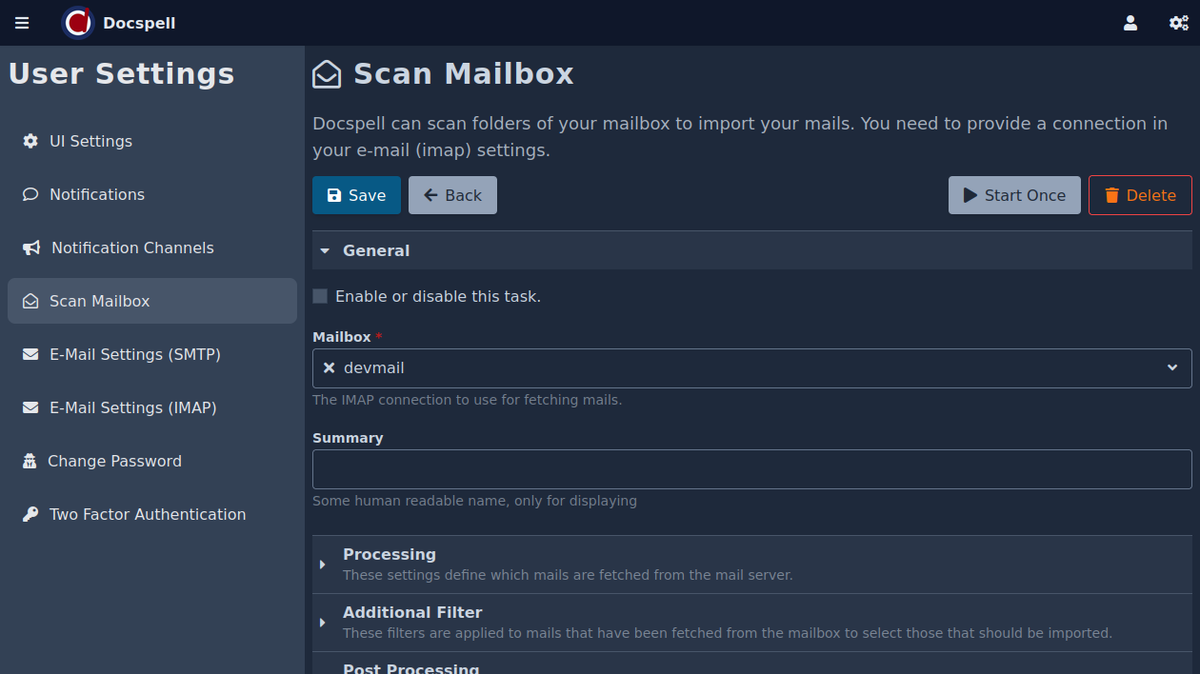 Docspell
User Settings
UI Settings
Notifications
Notification Channels
Scan Mailbox
E-Mail Settings (SMTP)
E-Mail Settings (IMAP)
Change Password
Two Factor Authentication
Scan Mailbox
Docspell can scan folders of your mailbox to import your mails. You need to provide a connection in
your e-mail (imap) settings.
Save
Back
Start Once
Delete
General
Enable or disable this task.
Mailbox *
devmail
The IMAP connection to use for fetching mails.
Summary
Some human readable name, only for displaying
Processing
These settings define which mails are fetched from the mail server.
Additional Filter
These filters are applied to mails that have been fetched from the mailbox to select those that should be imported.
Post Processing